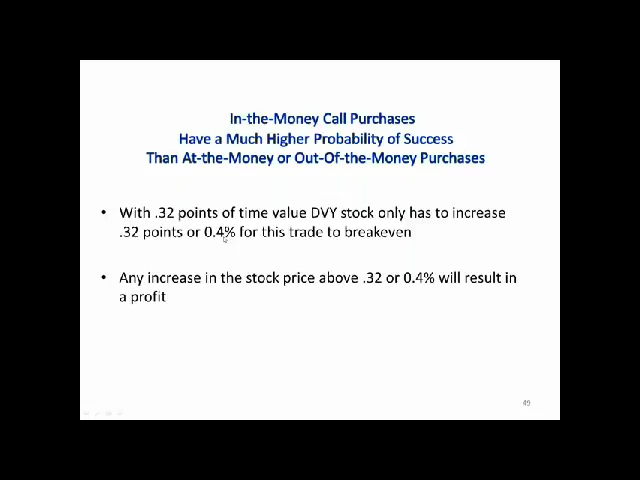 In-the-Money Call Purchases
Have a Much Higher Probability of Success
Than At-the-Money or Out-Of-the-Money Purchases
• With .32 points of time value DVY stock only has to increase
.32 points or 0.4% for this trade to breakeven
• Any increase in the stock price above .32 or 0.4% will result in
a profit
49